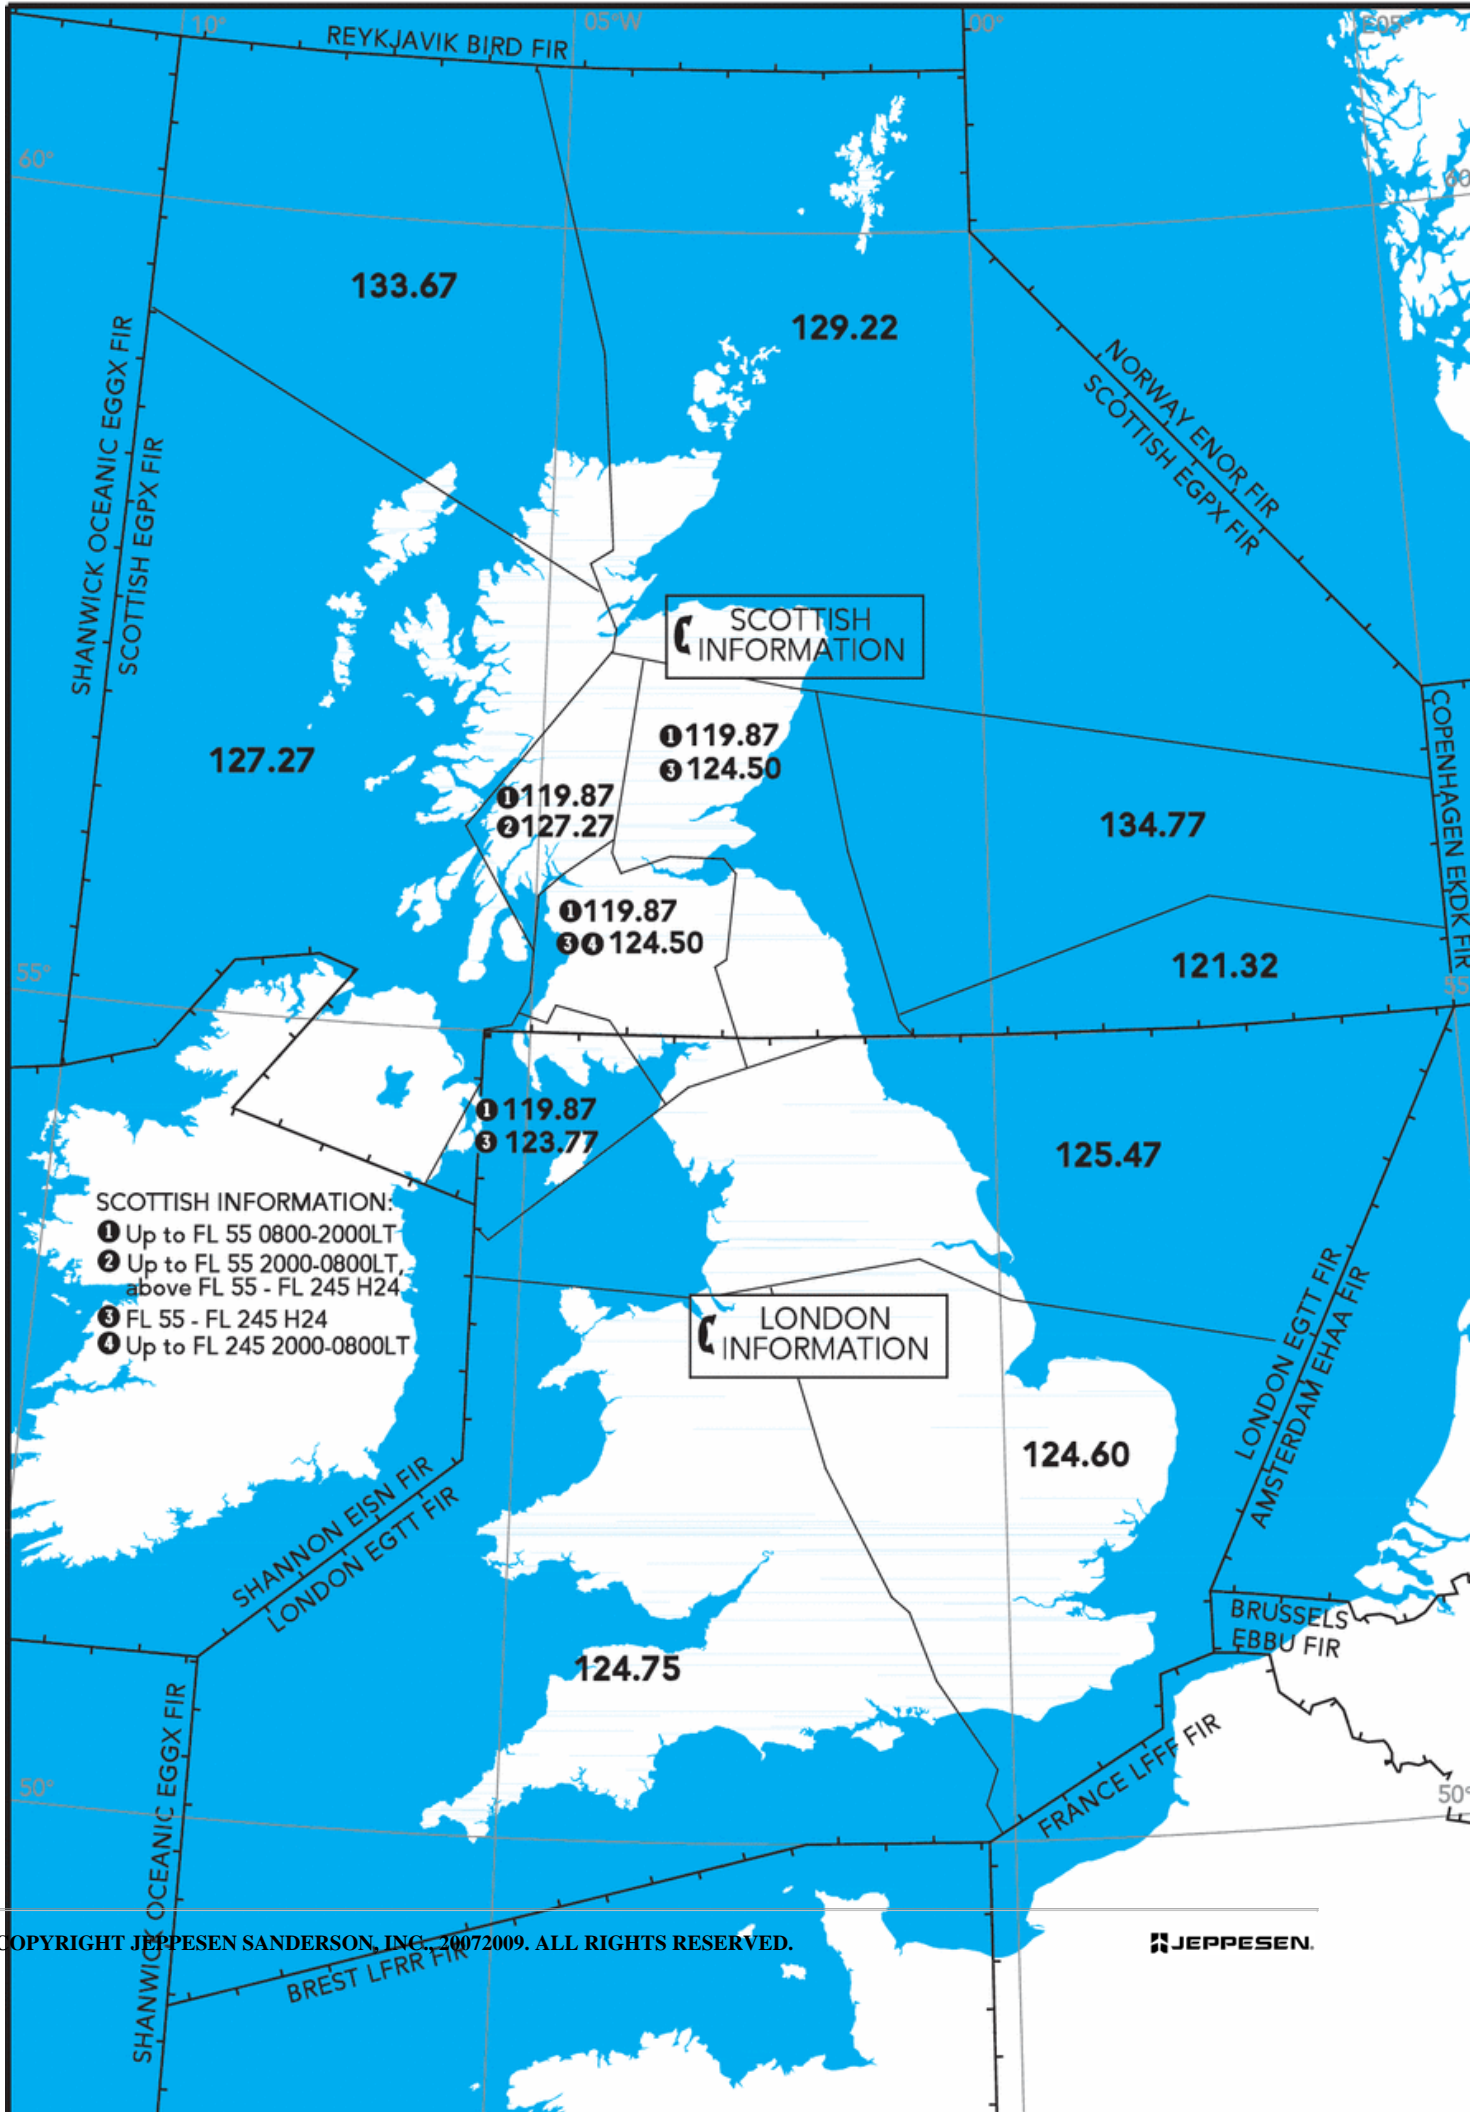 10°
05°W
00°
E05°
REYKJAVIK BIRD FIR
60°
60
133.67
129.22
SHANWICK OCEANIC EGGX FIR
SCOTTISH EGPX FIR
NORWAY ENOR FIR
SCOTTISH EGPX FIR
SCOTTISH
INFORMATION
127.27
❶119.87
❸124.50
❶119.87
❷127.27
134.77
COPENHAGEN EKDK FIR
❶119.87
❸❹124.50
121.32
55°
55
❶119.87
❸123.77
125.47
SCOTTISH INFORMATION:
❶ Up to FL 55 0800-2000LT
❷ Up to FL 55 2000-0800LT,
above FL 55 - FL 245 H24
❸ FL 55 - FL 245 H24
❹ Up to FL 245 2000-0800LT
LONDON
INFORMATION
LONDON EGTT FIR
AMSTERDAM EHAA FIR
124.60
SHANNON EISN FIR
LONDON EGTT FIR
BRUSSELS
EBBU FIR
124.75
SHANWICK OCEANIC EGGX FIR
FRANCE LFFF FIR
50°
50°
BREST LFRR FIR
COPYRIGHT JEPPESEN SANDERSON, INC., 20072009. ALL RIGHTS RESERVED.
JEPPESEN.